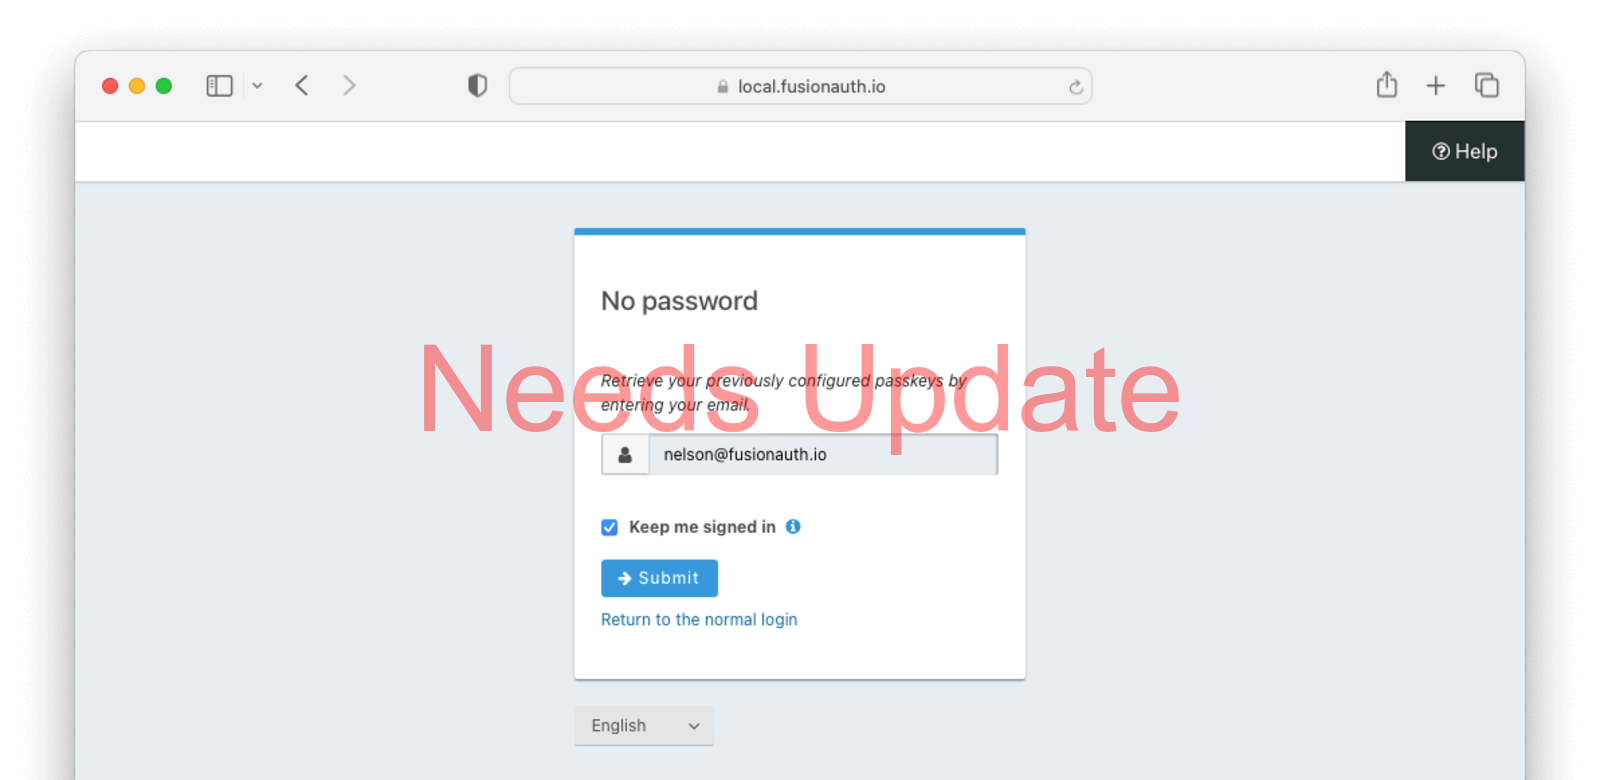 local.fusionauth.io
Help
No password
Needs Update
Retrieve your previously configured passkeys by
entering your email.
nelson@fusionauth.io
Keep me signed in
Submit
Return to the normal login
English